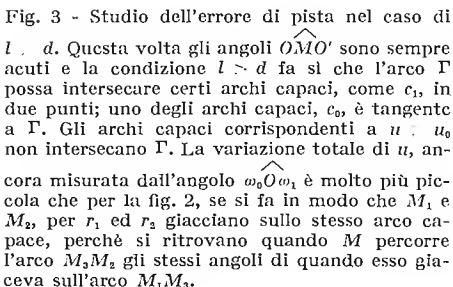 Fig. 3 - Studio dell'errore di pista nel caso di
l . d. Questa volta gli angoli OMO' sono sempre
acuti e la condizione l > d fa sì che l'arco Γ
possa intersecare certi archi capaci, come c₁, in
due punti; uno degli archi capaci, c₀, è tangente
a Γ. Gli archi capaci corrispondenti a u u₀
non intersecano Γ. La variazione totale di u, an-
cora misurata dall'angolo ω₀Oω₁ è molto più pic-
cola che per la fig. 2, se si fa in modo che M₁ e
M₂, per r₁ ed r₂ giacciano sullo stesso arco ca-
pace, perchè si ritrovano quando M percorre
l'arco M₃M₂ gli stessi angoli di quando esso gia-
ceva sull'arco M₁M₃.